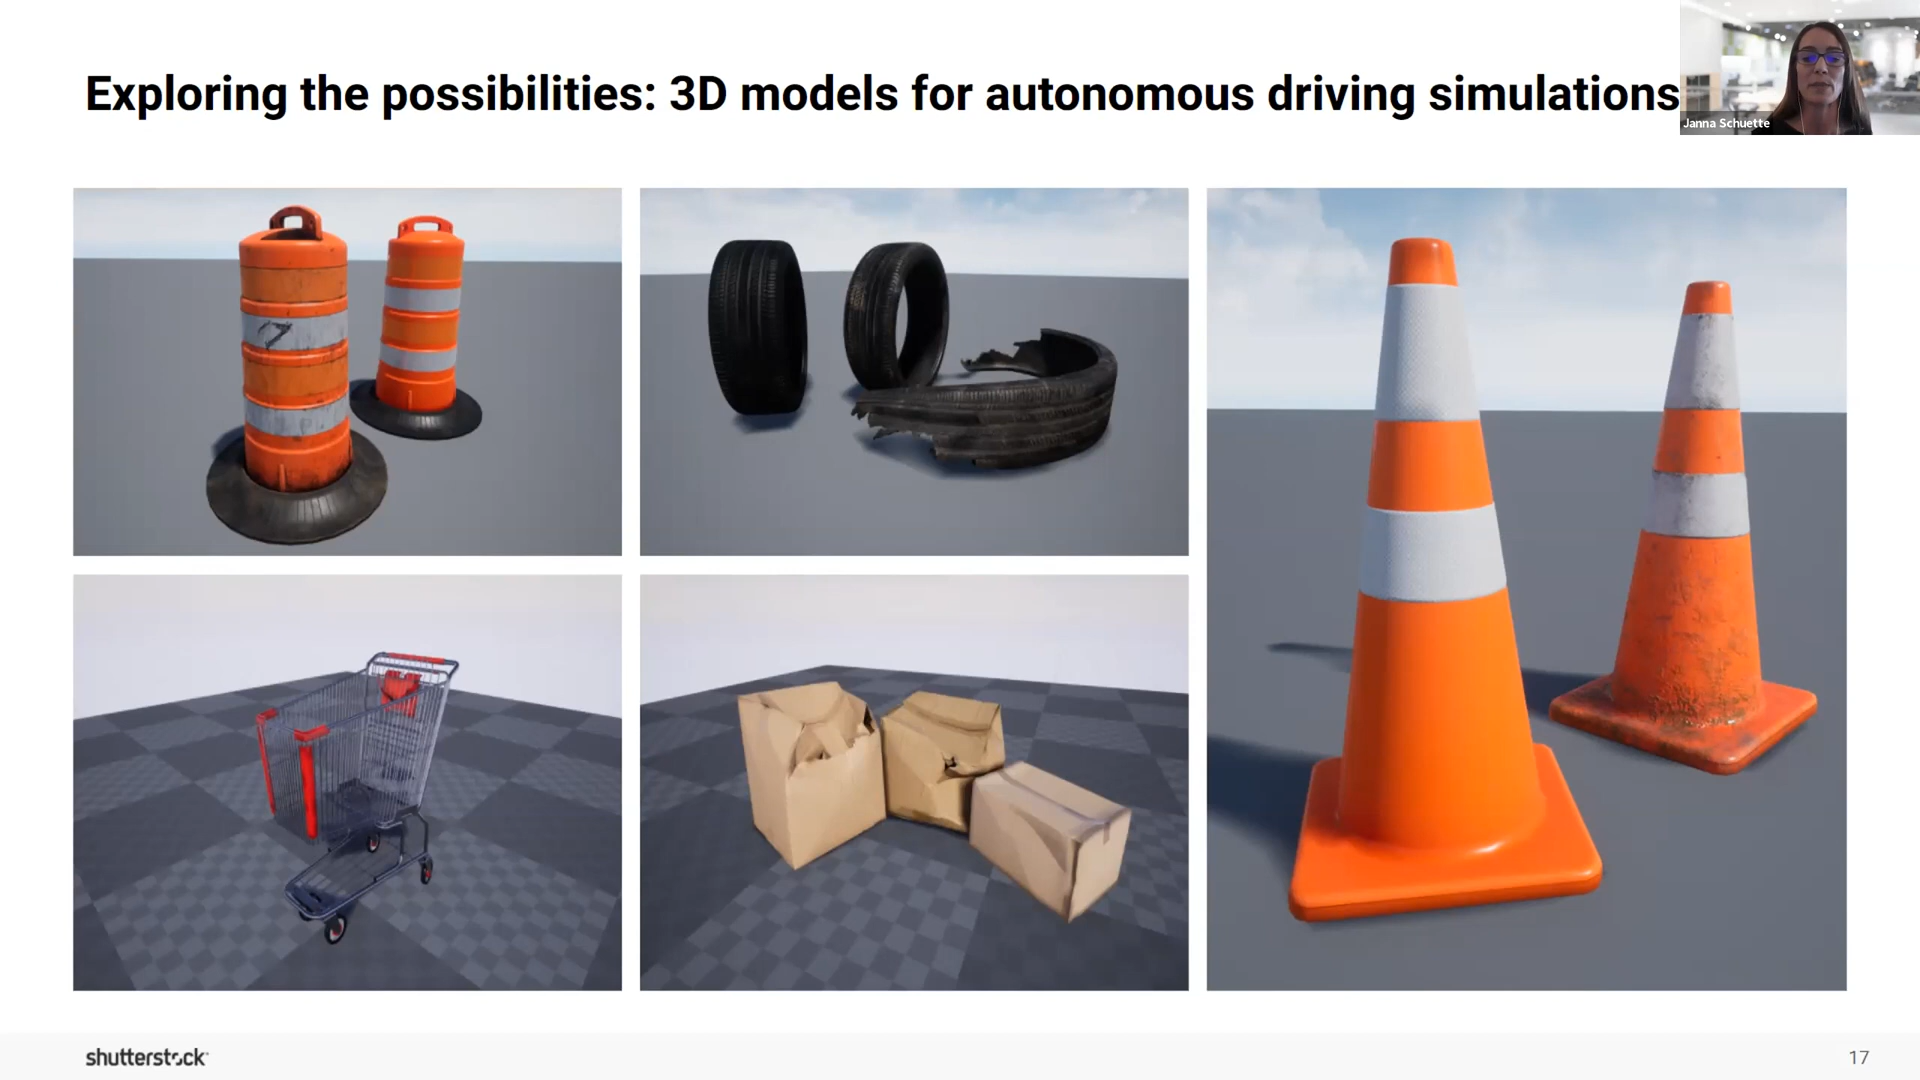 Exploring the possibilities: 3D models for autonomous driving simulations
Janna Schuette
shutterstock
17